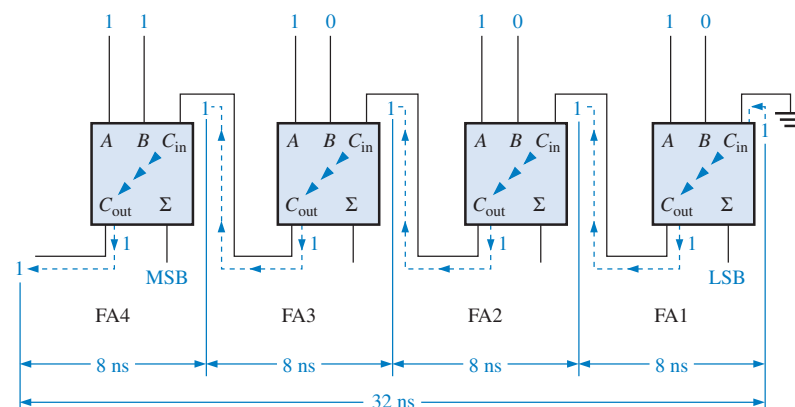 1 1 1 0 1 0 1 0
1 1 1 1
A B Cin A B Cin A B Cin A B Cin
Cout Σ Cout Σ Cout Σ Cout Σ
1 1 1 1
1 MSB LSB
FA4 FA3 FA2 FA1
8 ns 8 ns 8 ns 8 ns
32 ns